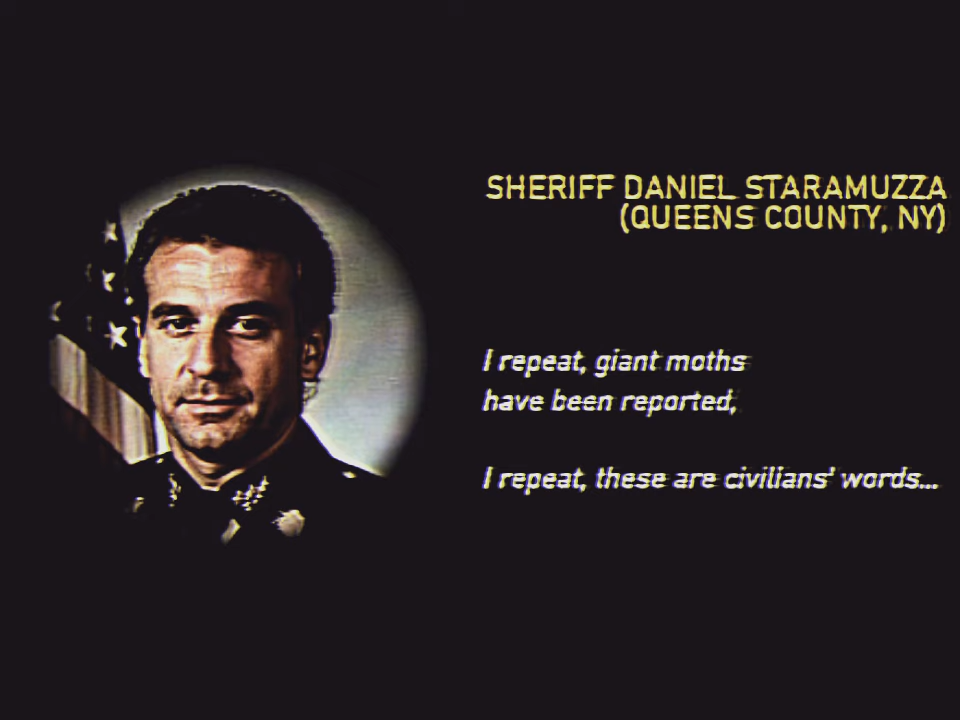 SHERIFF DANIEL STARAMUZZA
(QUEENS COUNTY, NY)
I repeat, giant moths
have been reported,
I repeat, these are civilians' words...